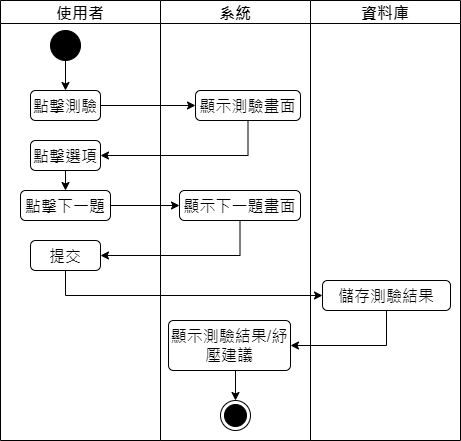 使用者
系統
資料庫
點擊測驗
顯示測驗畫面
點擊選項
點擊下一題
顯示下一題畫面
提交
儲存測驗結果
顯示測驗結果/紓
壓建議